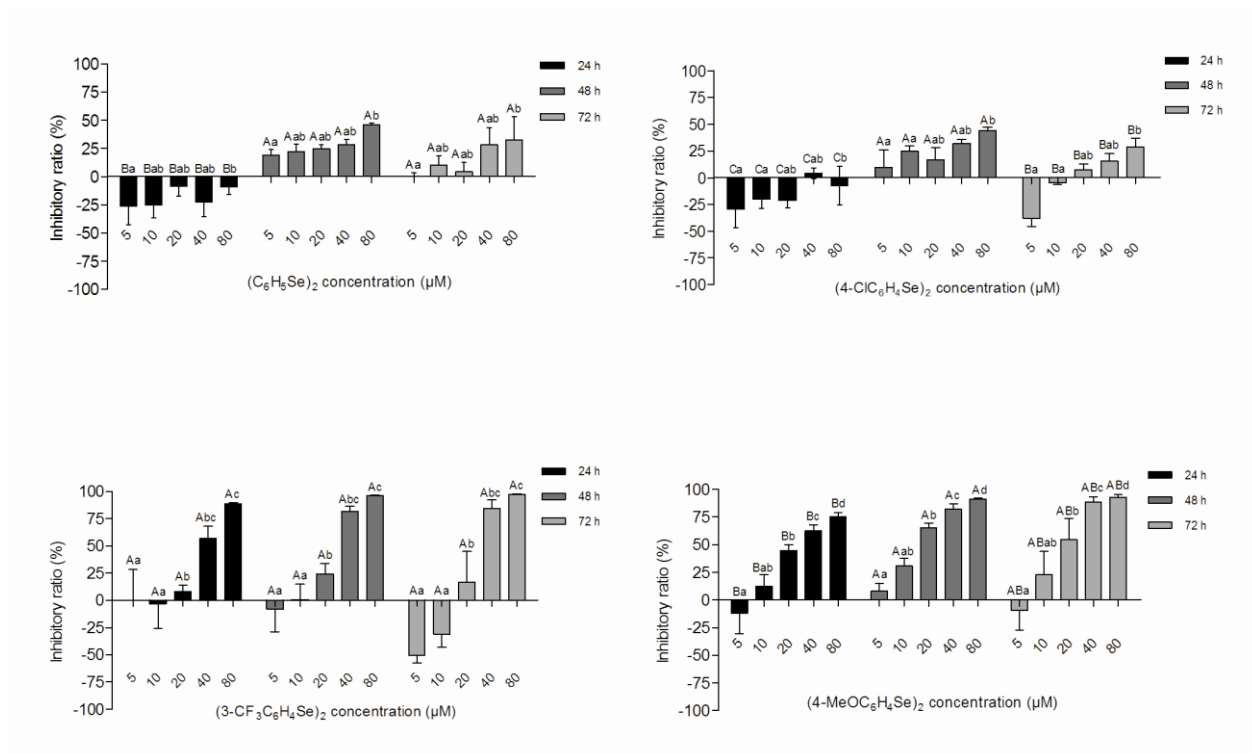 100
75
50
25
0
-25
-50
-75
-100
Inhibitory ratio (%)
Ba Bab Bab Bab Bb
Aa Aab Aab Aab Ab
Aa Aab Aab Aab Ab
5 10 20 40 80 5 10 20 40 80 5 10 20 40 80
(C₆H₅Se)₂ concentration (µM)
24 h
48 h
72 h
100
75
50
25
0
-25
-50
-75
-100
Inhibitory ratio (%)
Ca Ca Cab Cab Cb
Aa Aa Aab Aab Ab
Ba Ba Bab Bab Bb
5 10 20 40 80 5 10 20 40 80 5 10 20 40 80
(4-ClC₆H₄Se)₂ concentration (µM)
24 h
48 h
72 h
100
75
50
25
0
-25
-50
-75
-100
Inhibitory ratio (%)
Aa Aa Ab Abc Ac
Aa Aa Ab Abc Ac
Aa Aa Ab Abc Ac
5 10 20 40 80 5 10 20 40 80 5 10 20 40 80
(3-CF₃C₆H₄Se)₂ concentration (µM)
24 h
48 h
72 h
100
75
50
25
0
-25
-50
-75
-100
Inhibitory ratio (%)
Ba Bab Bb Bc Bd
Aa Aab Ab Ac Ad
ABa ABab ABb ABc ABd
5 10 20 40 80 5 10 20 40 80 5 10 20 40 80
(4-MeOC₆H₄Se)₂ concentration (µM)
24 h
48 h
72 h